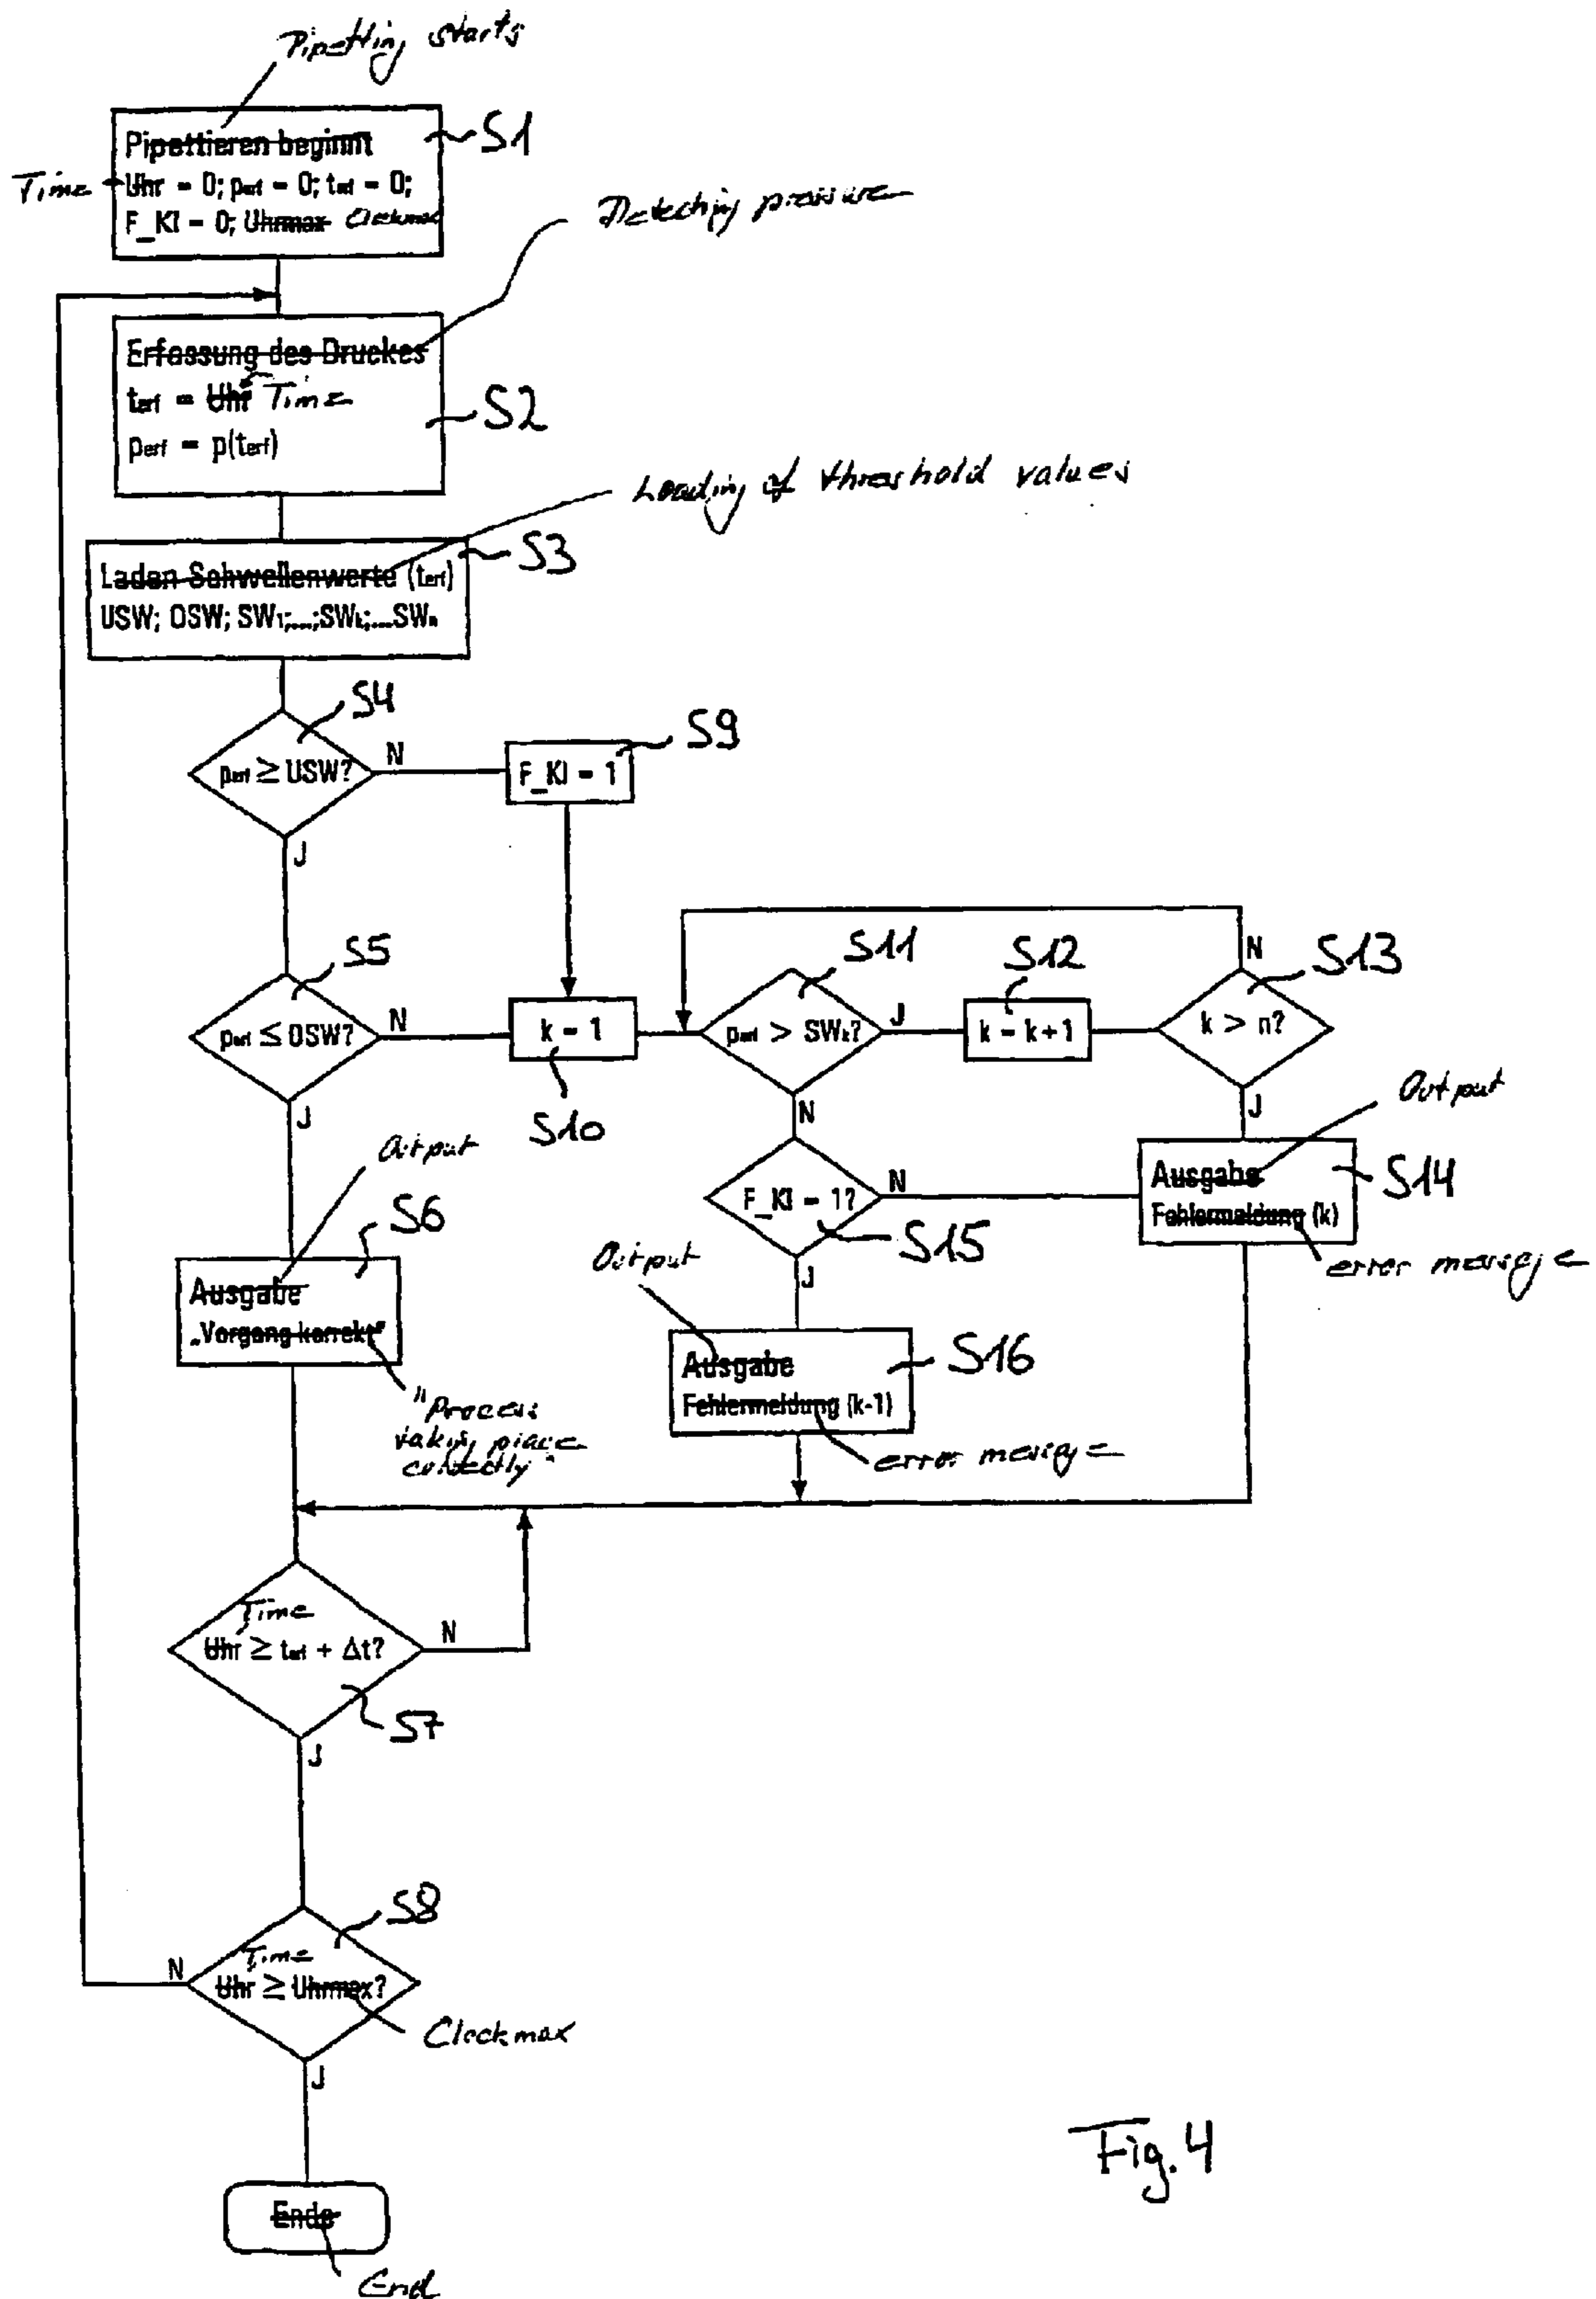 Pipetting starts
Pipettieren beginnt
S1
Time
Uhr = 0; perf = 0; terf = 0;
F_KI = 0; Uhrmax Clockmax
Detecting pressure
Erfassung des Druckes
terf = Uhr Time
perf = p(terf)
S2
Loading of threshold values
S3
Laden Schwellenwerte (terf)
USW; OSW; SW1;...;SWk;...SWn
S4
perf ≥ USW?
N
F_KI = 1
S9
J
S5
perf ≤ OSW?
N
k = 1
S10
S11
perf > SWk?
J
S12
k = k+1
N
S13
k > n?
J
N
J
Output
Ausgabe
Fehlermeldung (k)
S14
error message
F_KI = 1?
N
S15
J
Output
S6
Ausgabe
„Vorgang korrekt"
"Process
taking place
correctly"
Output
Ausgabe
Fehlermeldung (k-1)
S16
error message
Time
Uhr ≥ terf + Δt?
N
S7
J
S8
Time
N
Uhr ≥ Uhrmax?
Clockmax
J
Ende
End
Fig. 4